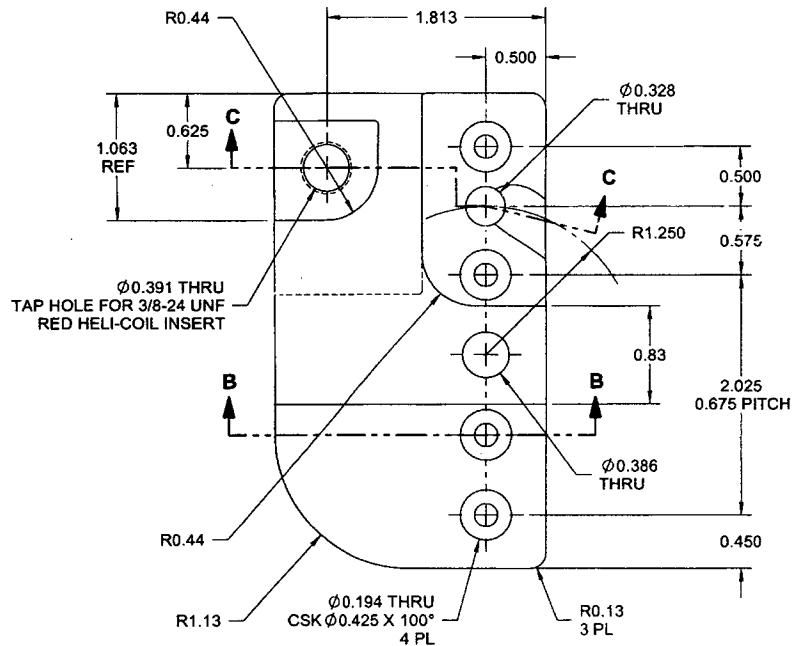 R0.44
1.813
0.500
Ø0.328
THRU
C
0.625
1.063
REF
0.500
C
R1.250
0.575
Ø0.391 THRU
TAP HOLE FOR 3/8-24 UNF
RED HELI-COIL INSERT
0.83
B
B
2.025
0.675 PITCH
Ø0.386
THRU
R0.44
0.450
R1.13
Ø0.194 THRU
CSK Ø0.425 X 100°
4 PL
R0.13
3 PL